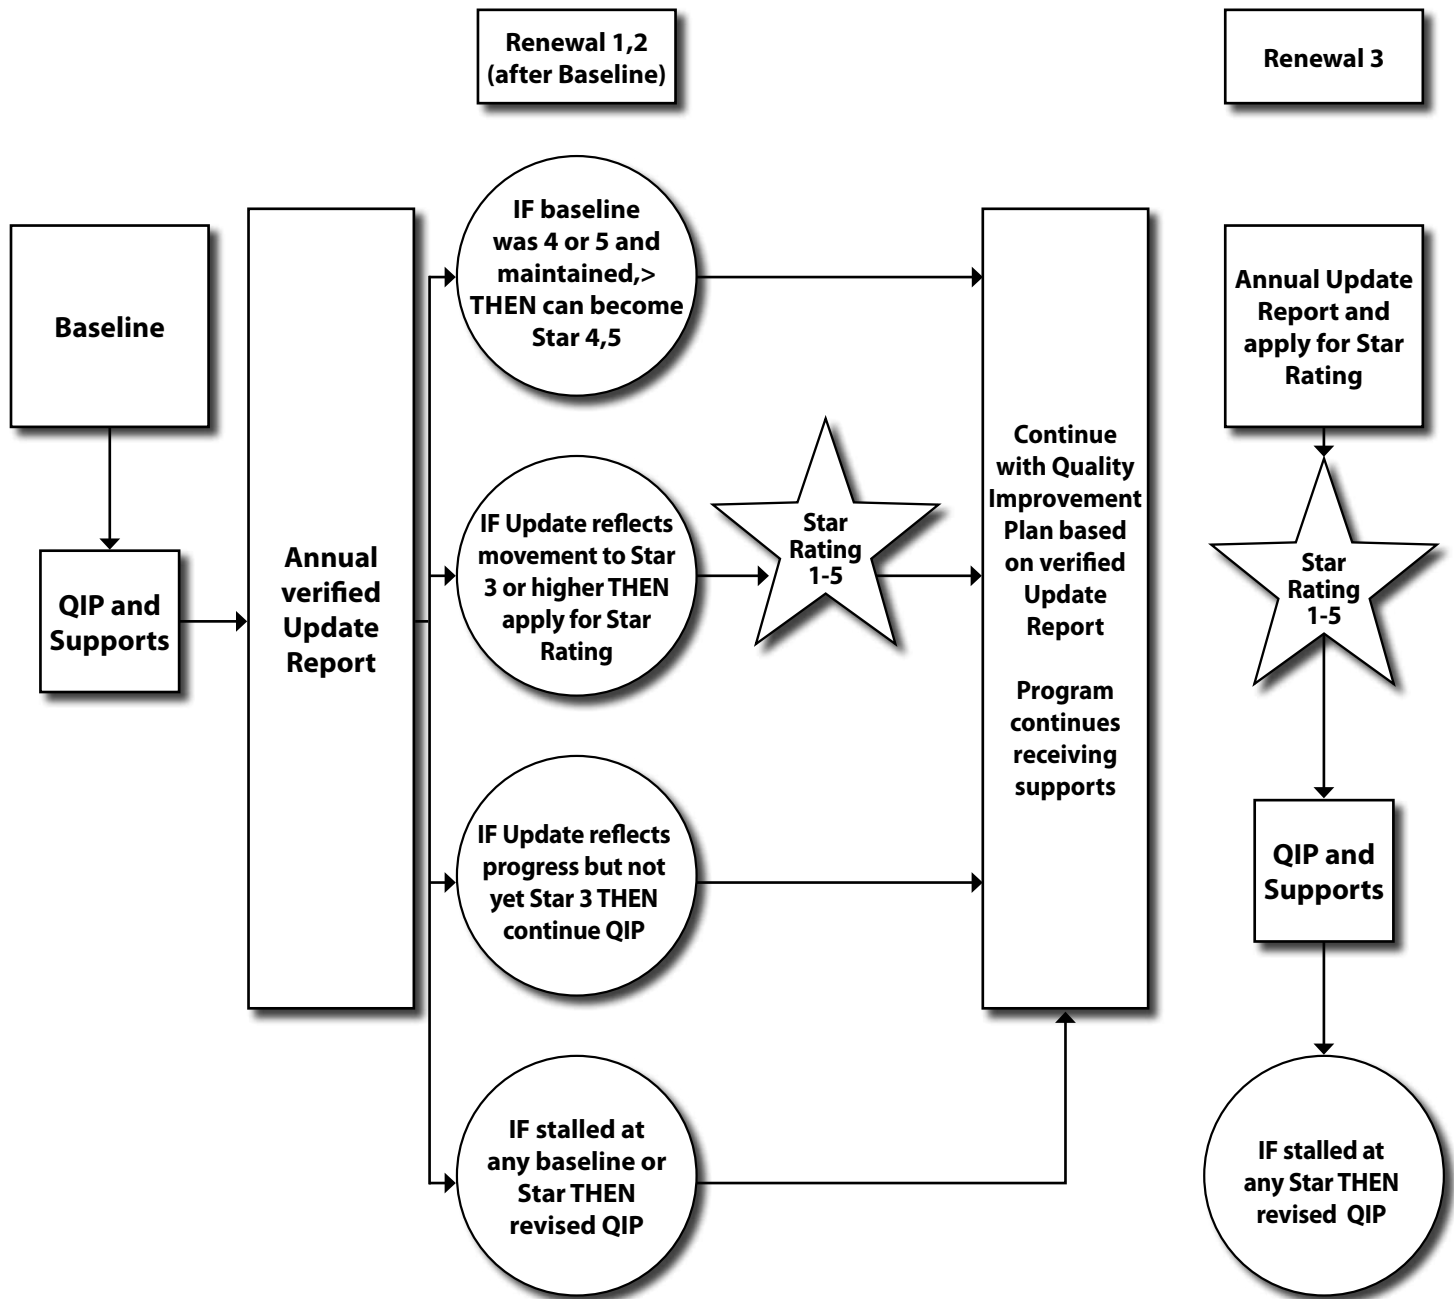 Renewal 1,2
(after Baseline)
Renewal 3
Baseline
QIP and
Supports
Annual
verified
Update
Report
IF baseline
was 4 or 5 and
maintained,>
THEN can become
Star 4,5
IF Update reflects
movement to Star
3 or higher THEN
apply for Star
Rating
Star
Rating
1-5
IF Update reflects
progress but not
yet Star 3 THEN
continue QIP
IF stalled at
any baseline or
Star THEN
revised QIP
Continue
with Quality
Improvement
Plan based
on verified
Update
Report
Program
continues
receiving
supports
Annual Update
Report and
apply for Star
Rating
Star
Rating
1-5
QIP and
Supports
IF stalled at
any Star THEN
revised QIP